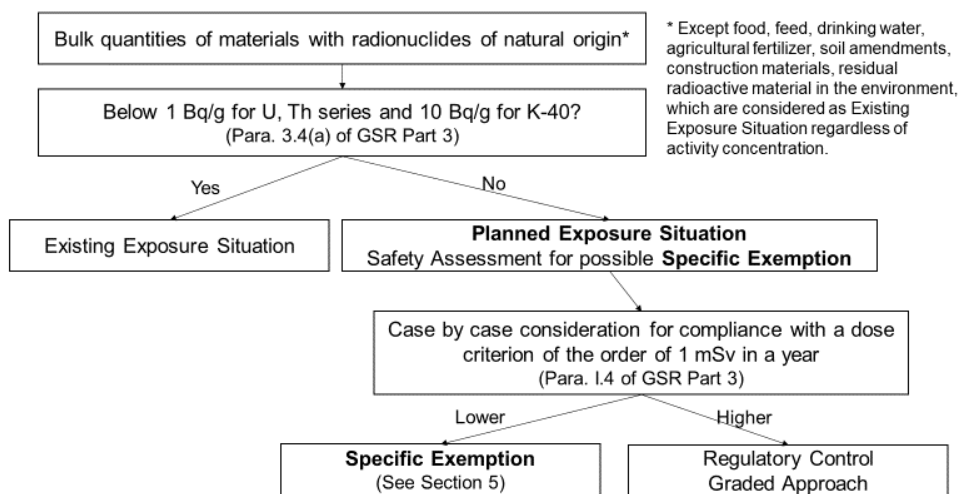 Bulk quantities of materials with radionuclides of natural origin*
* Except food, feed, drinking water,
agricultural fertilizer, soil amendments,
construction materials, residual
radioactive material in the environment,
which are considered as Existing
Exposure Situation regardless of
activity concentration.
Below 1 Bq/g for U, Th series and 10 Bq/g for K-40?
(Para. 3.4(a) of GSR Part 3)
Yes
No
Existing Exposure Situation
Planned Exposure Situation
Safety Assessment for possible Specific Exemption
Case by case consideration for compliance with a dose
criterion of the order of 1 mSv in a year
(Para. I.4 of GSR Part 3)
Lower
Higher
Specific Exemption
(See Section 5)
Regulatory Control
Graded Approach